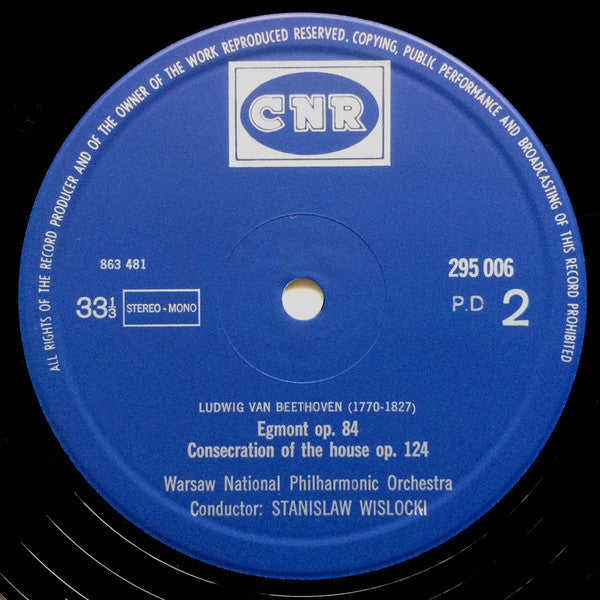 ALL RIGHTS OF THE RECORD PRODUCER AND OF THE OWNER OF THE WORK REPRODUCED RESERVED. COPYING, PUBLIC PERFORMANCE AND BROADCASTING OF THIS RECORD PROHIBITED
CNR
863 481
295 006
33⅓ STEREO - MONO
P.D 2
LUDWIG VAN BEETHOVEN (1770-1827)
Egmont op. 84
Consecration of the house op. 124
Warsaw National Philharmonic Orchestra
Conductor: STANISLAW WISLOCKI